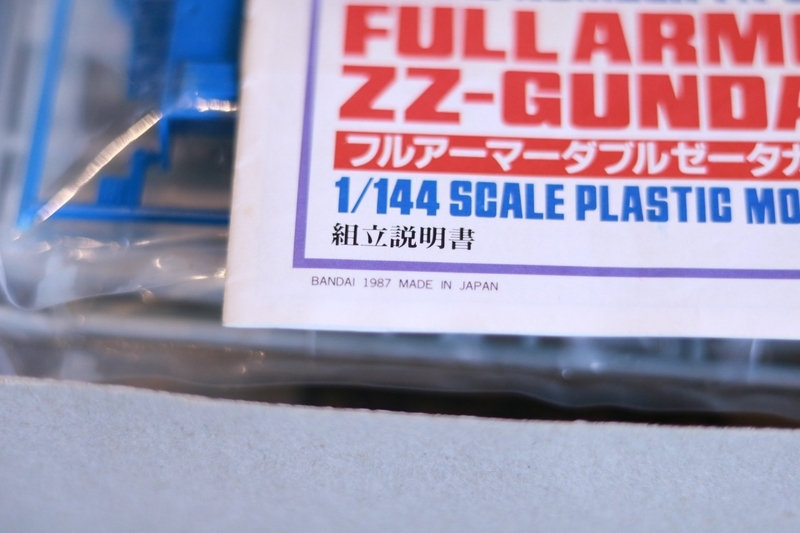 FULL ARM
ZZ-GUNDA
フルアーマーダブルゼータガ
1/144 SCALE PLASTIC MO
組立説明書
BANDAI 1987 MADE IN JAPAN